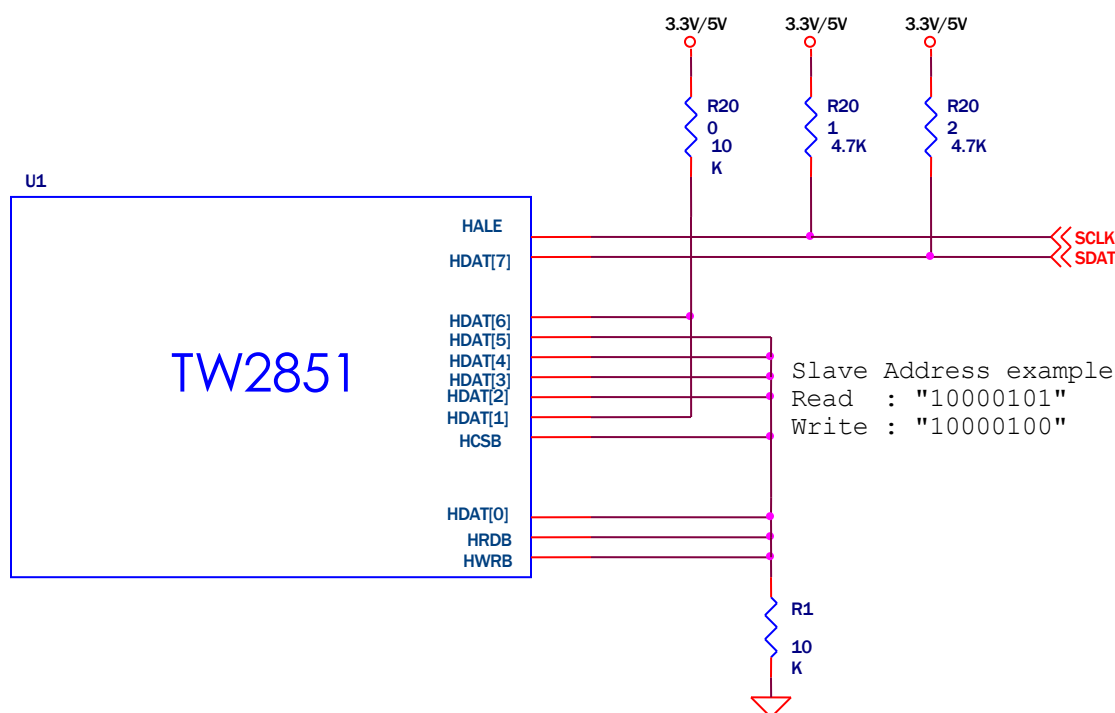 3.3V/5V 3.3V/5V 3.3V/5V
R20 R20 R20
0 1 2
10 4.7K 4.7K
K
U1
HALE
SCLK
HDAT[7]
SDAT
HDAT[6]
HDAT[5]
HDAT[4]
HDAT[3]
HDAT[2]
HDAT[1]
HCSB
TW2851
Slave Address example
Read : "10000101"
Write : "10000100"
HDAT[0]
HRDB
HWRB
R1
10
K